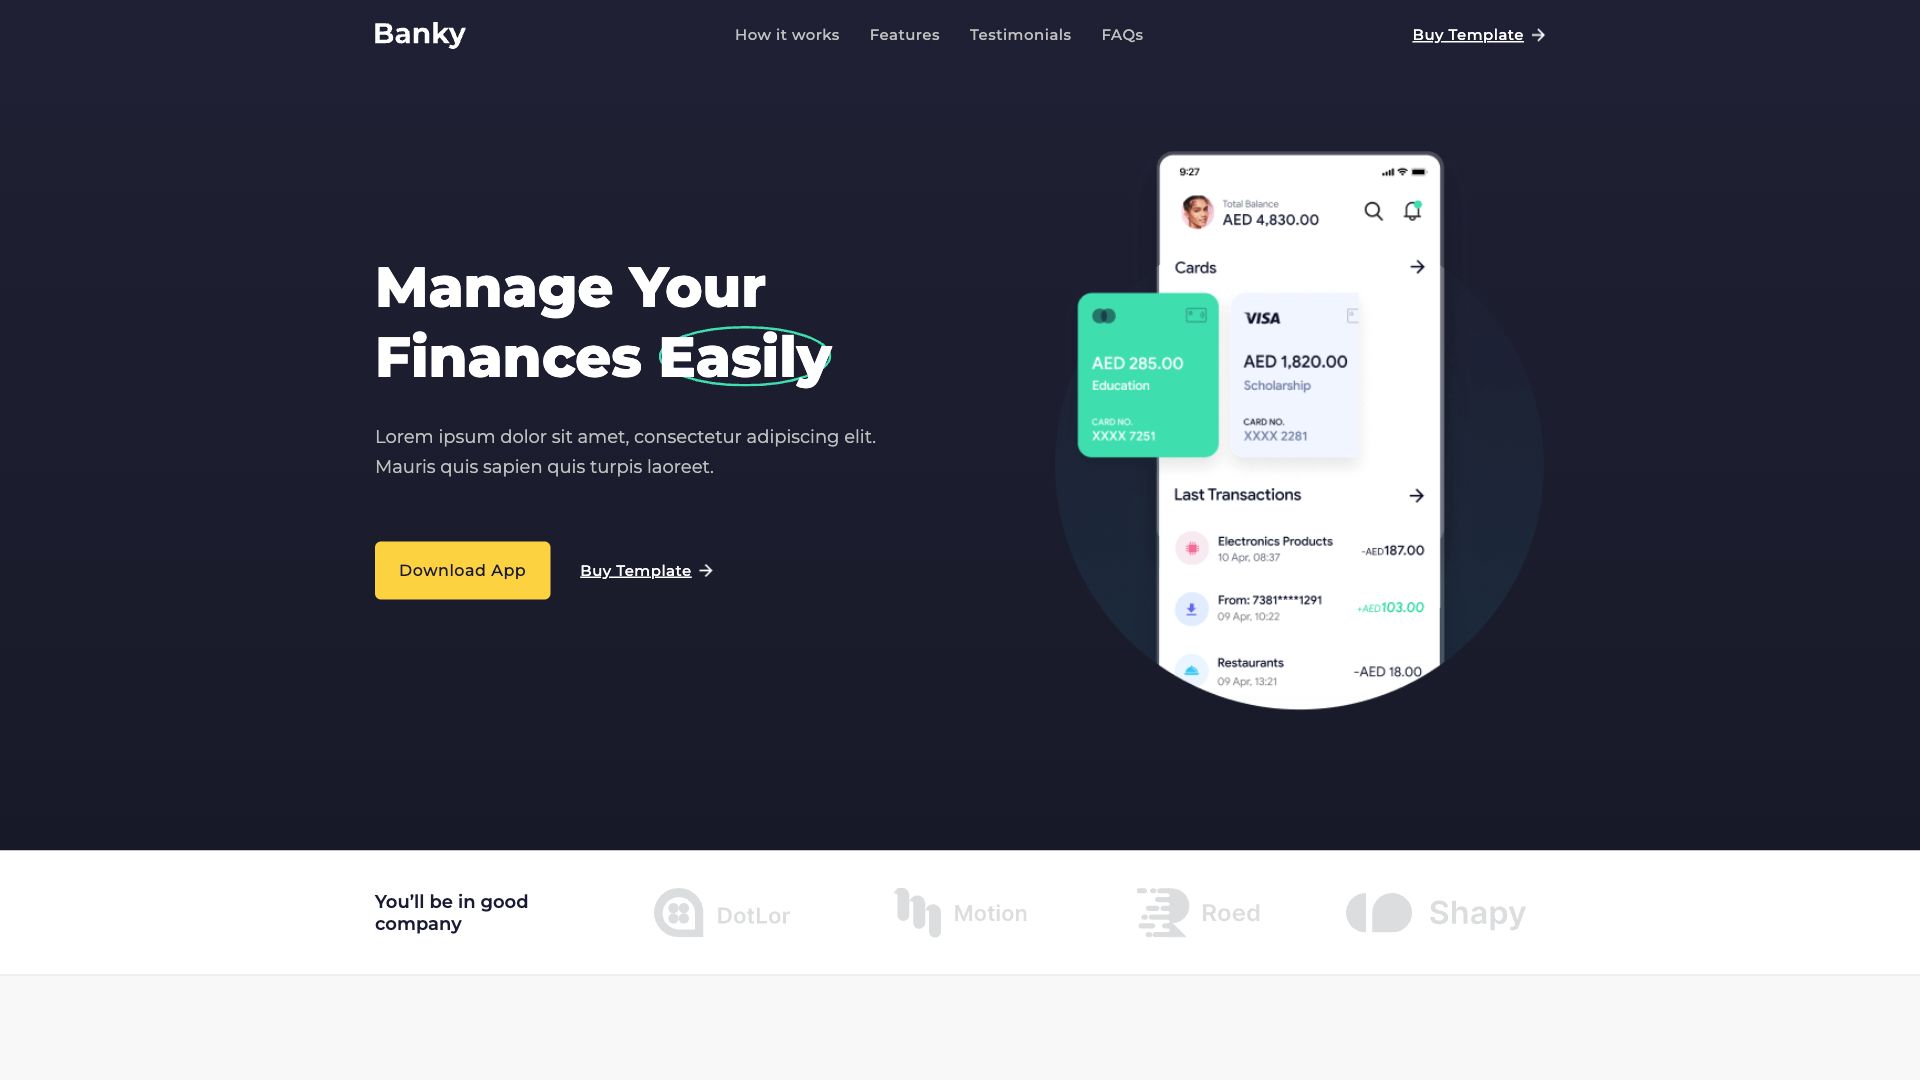 Banky
How it works
Features
Testimonials
FAQs
Buy Template
Manage Your
Finances Easily
Lorem ipsum dolor sit amet, consectetur adipiscing elit.
Mauris quis sapien quis turpis laoreet.
Download App
Buy Template
9:27
Total Balance
AED 4,830.00
Cards
AED 285.00
Education
CARD NO.
XXXX 7251
VISA
AED 1,820.00
Scholarship
CARD NO.
XXXX 2281
Last Transactions
Electronics Products
10 Apr, 08:37
-AED187.00
From: 7381****1291
09 Apr, 10:22
+AED103.00
Restaurants
09 Apr, 13:21
-AED 18.00
You’ll be in good
company
DotLor
Motion
Roed
Shapy